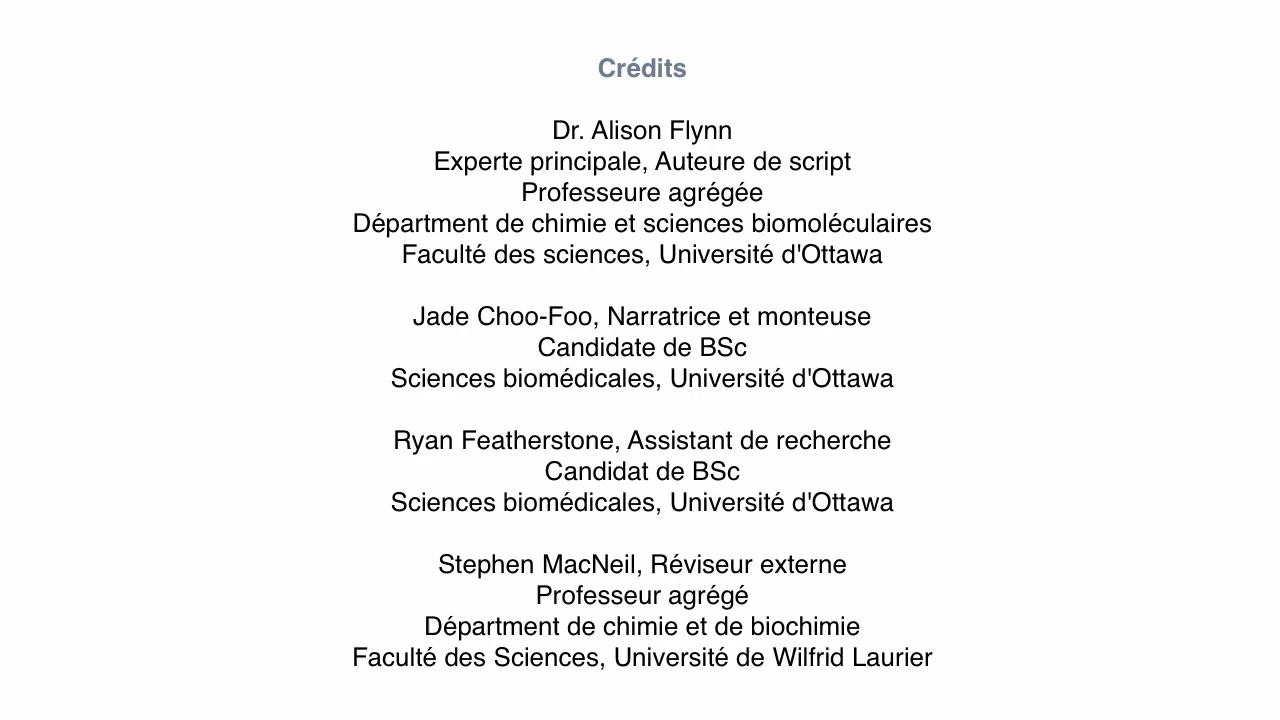 Crédits
Dr. Alison Flynn
Experte principale, Auteure de script
Professeure agrégée
Départment de chimie et sciences biomoléculaires
Faculté des sciences, Université d'Ottawa
Jade Choo-Foo, Narratrice et monteuse
Candidate de BSc
Sciences biomédicales, Université d'Ottawa
Ryan Featherstone, Assistant de recherche
Candidat de BSc
Sciences biomédicales, Université d'Ottawa
Stephen MacNeil, Réviseur externe
Professeur agrégé
Départment de chimie et de biochimie
Faculté des Sciences, Université de Wilfrid Laurier